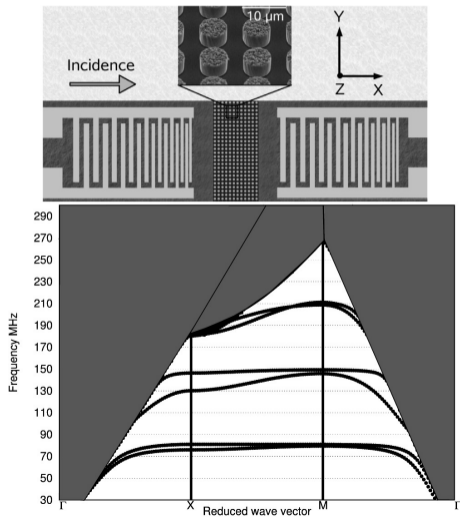 10 μm
Incidence
Y
Z
X
290
270
250
230
210
190
170
150
130
110
90
70
50
30
Frequency MHz
Γ
X
M
Γ
Reduced wave vector